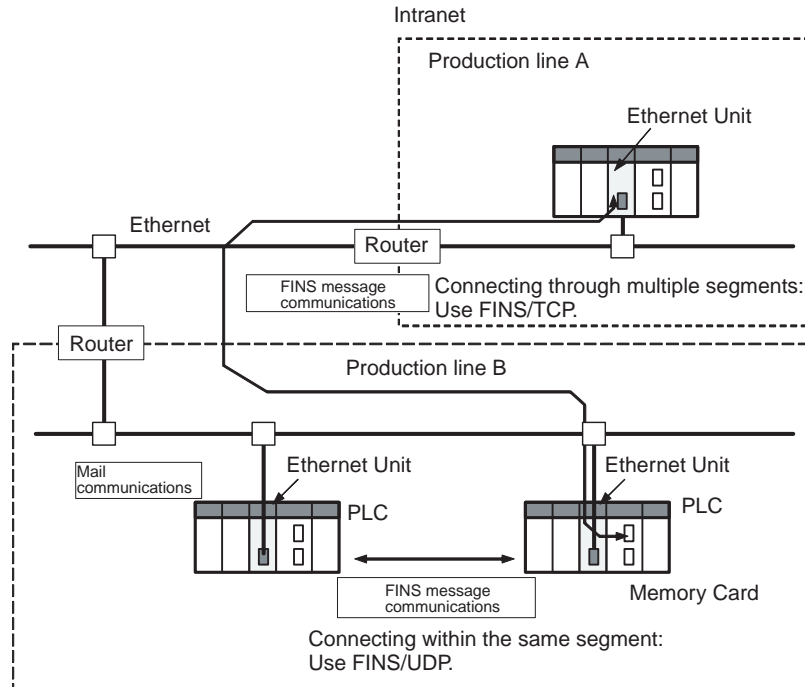 Intranet
Production line A
Ethernet Unit
Ethernet
Router
FINS message
communications
Connecting through multiple segments:
Use FINS/TCP.
Router
Production line B
Mail
communications
Ethernet Unit
PLC
Ethernet Unit
PLC
FINS message
communications
Memory Card
Connecting within the same segment:
Use FINS/UDP.